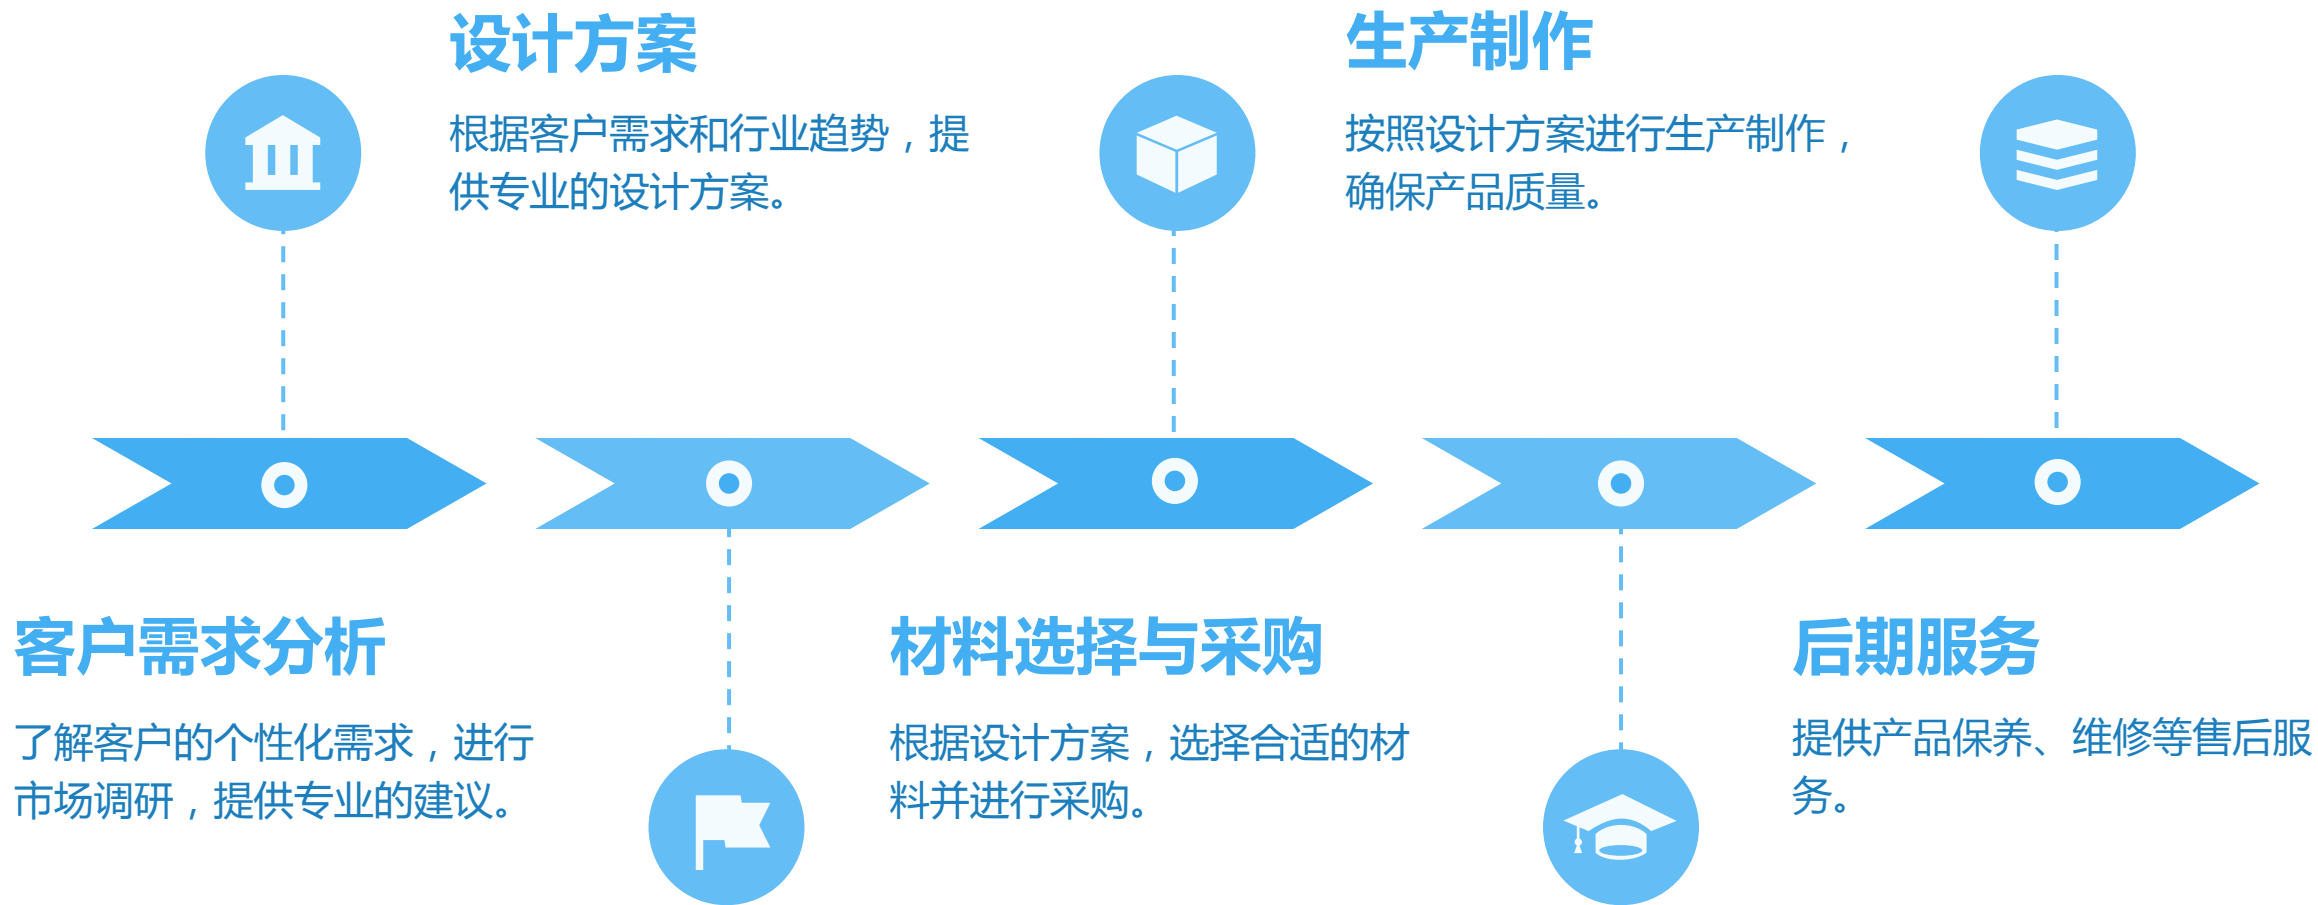 客户需求分析
了解客户的个性化需求，进行
市场调研，提供专业的建议。
设计方案
根据客户需求和行业趋势，提
供专业的设计方案。
材料选择与采购
根据设计方案，选择合适的材
料并进行采购。
生产制作
按照设计方案进行生产制作，
确保产品质量。
后期服务
提供产品保养、维修等售后服
务。